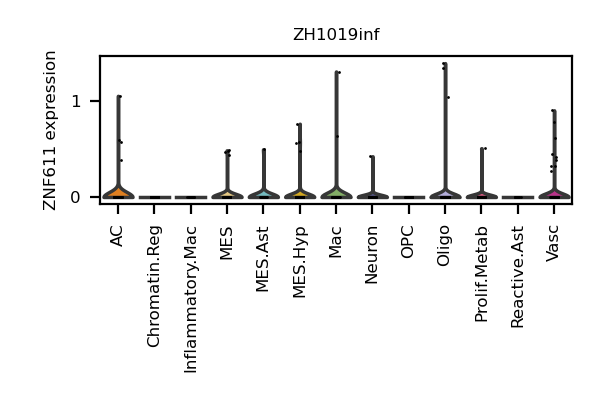 ZH1019inf
ZNF611 expression
1
0
AC
Chromatin.Reg
Inflammatory.Mac
MES
MES.Ast
MES.Hyp
Mac
Neuron
OPC
Oligo
Prolif.Metab
Reactive.Ast
Vasc